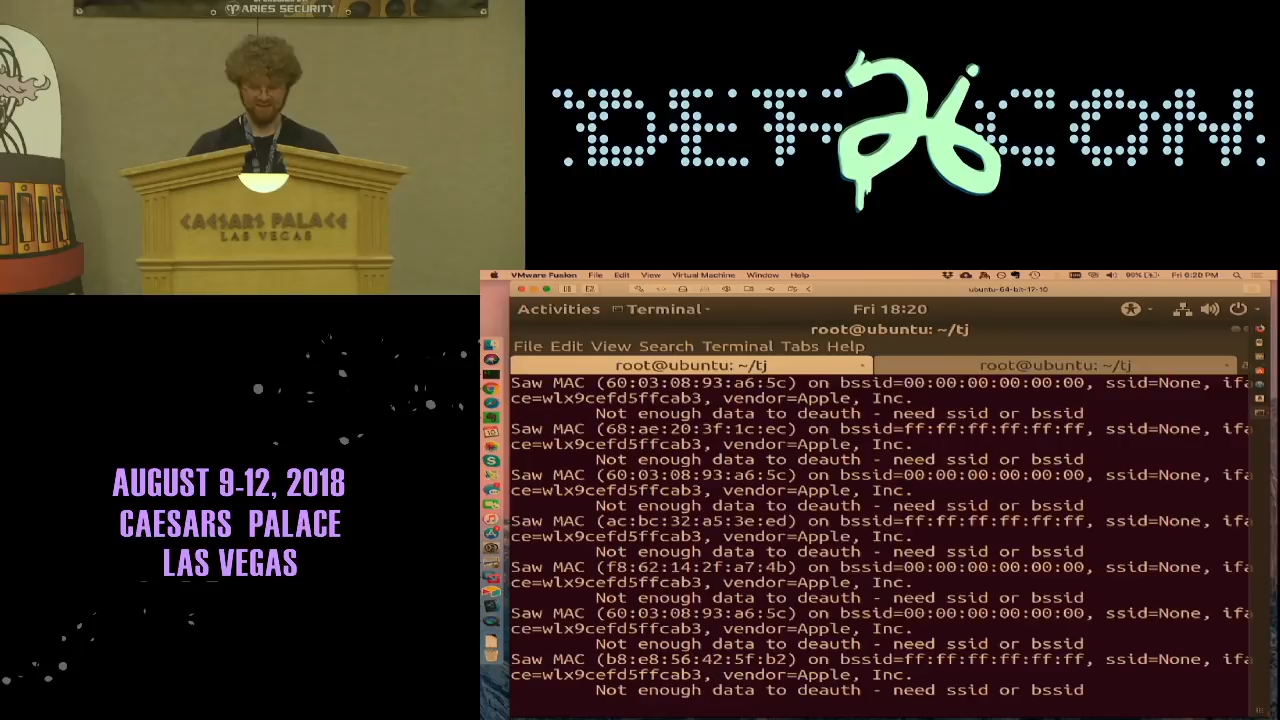 ARIES SECURITY
CAESARS PALACE
LAS VEGAS
DEF CON
26
AUGUST 9-12, 2018
CAESARS PALACE
LAS VEGAS
VMware Fusion File Edit View Virtual Machine Window Help 99% Fri 6:20 PM
ubuntu-64-bit-17-10
Activities Terminal Fri 18:20
root@ubuntu: ~/tj
File Edit View Search Terminal Tabs Help
root@ubuntu: ~/tj root@ubuntu: ~/tj
Saw MAC (60:03:08:93:a6:5c) on bssid=00:00:00:00:00:00, ssid=None, ifa
ce=wlx9cefd5ffcab3, vendor=Apple, Inc.
Not enough data to deauth - need ssid or bssid
Saw MAC (68:ae:20:3f:1c:ec) on bssid=ff:ff:ff:ff:ff:ff, ssid=None, ifa
ce=wlx9cefd5ffcab3, vendor=Apple, Inc.
Not enough data to deauth - need ssid or bssid
Saw MAC (60:03:08:93:a6:5c) on bssid=00:00:00:00:00:00, ssid=None, ifa
ce=wlx9cefd5ffcab3, vendor=Apple, Inc.
Not enough data to deauth - need ssid or bssid
Saw MAC (ac:bc:32:a5:3e:ed) on bssid=ff:ff:ff:ff:ff:ff, ssid=None, ifa
ce=wlx9cefd5ffcab3, vendor=Apple, Inc.
Not enough data to deauth - need ssid or bssid
Saw MAC (f8:62:14:2f:a7:4b) on bssid=00:00:00:00:00:00, ssid=None, ifa
ce=wlx9cefd5ffcab3, vendor=Apple, Inc.
Not enough data to deauth - need ssid or bssid
Saw MAC (60:03:08:93:a6:5c) on bssid=00:00:00:00:00:00, ssid=None, ifa
ce=wlx9cefd5ffcab3, vendor=Apple, Inc.
Not enough data to deauth - need ssid or bssid
Saw MAC (b8:e8:56:42:5f:b2) on bssid=ff:ff:ff:ff:ff:ff, ssid=None, ifa
ce=wlx9cefd5ffcab3, vendor=Apple, Inc.
Not enough data to deauth - need ssid or bssid